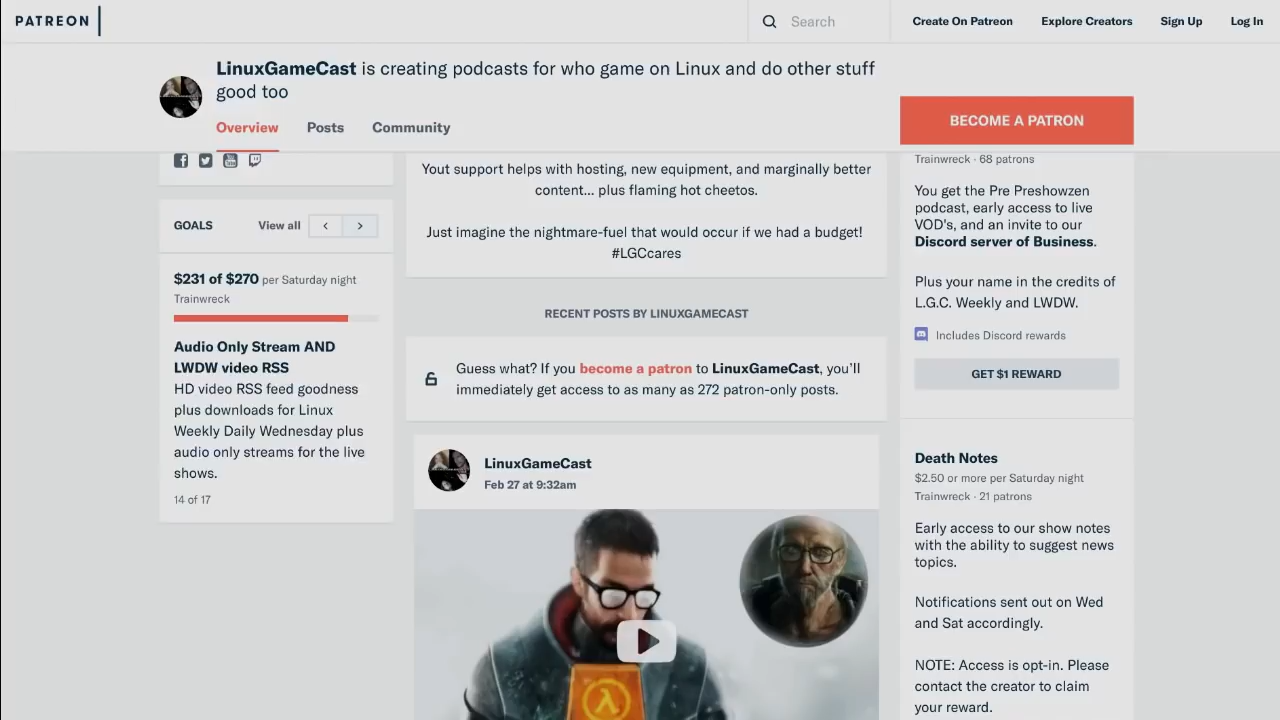 PATREON
Search
Create On Patreon
Explore Creators
Sign Up
Log In
LinuxGameCast is creating podcasts for who game on Linux and do other stuff
good too
Overview
Posts
Community
BECOME A PATRON
GOALS
View all
$231 of $270 per Saturday night
Trainwreck
Audio Only Stream AND
LWDW video RSS
HD video RSS feed goodness
plus downloads for Linux
Weekly Daily Wednesday plus
audio only streams for the live
shows.
14 of 17
Yout support helps with hosting, new equipment, and marginally better
content... plus flaming hot cheetos.
Just imagine the nightmare-fuel that would occur if we had a budget!
#LGCcares
RECENT POSTS BY LINUXGAMECAST
Guess what? If you become a patron to LinuxGameCast, you'll
immediately get access to as many as 272 patron-only posts.
LinuxGameCast
Feb 27 at 9:32am
Trainwreck · 68 patrons
You get the Pre Preshowzen
podcast, early access to live
VOD's, and an invite to our
Discord server of Business.
Plus your name in the credits of
L.G.C. Weekly and LWDW.
Includes Discord rewards
GET $1 REWARD
Death Notes
$2.50 or more per Saturday night
Trainwreck · 21 patrons
Early access to our show notes
with the ability to suggest news
topics.
Notifications sent out on Wed
and Sat accordingly.
NOTE: Access is opt-in. Please
contact the creator to claim
your reward.